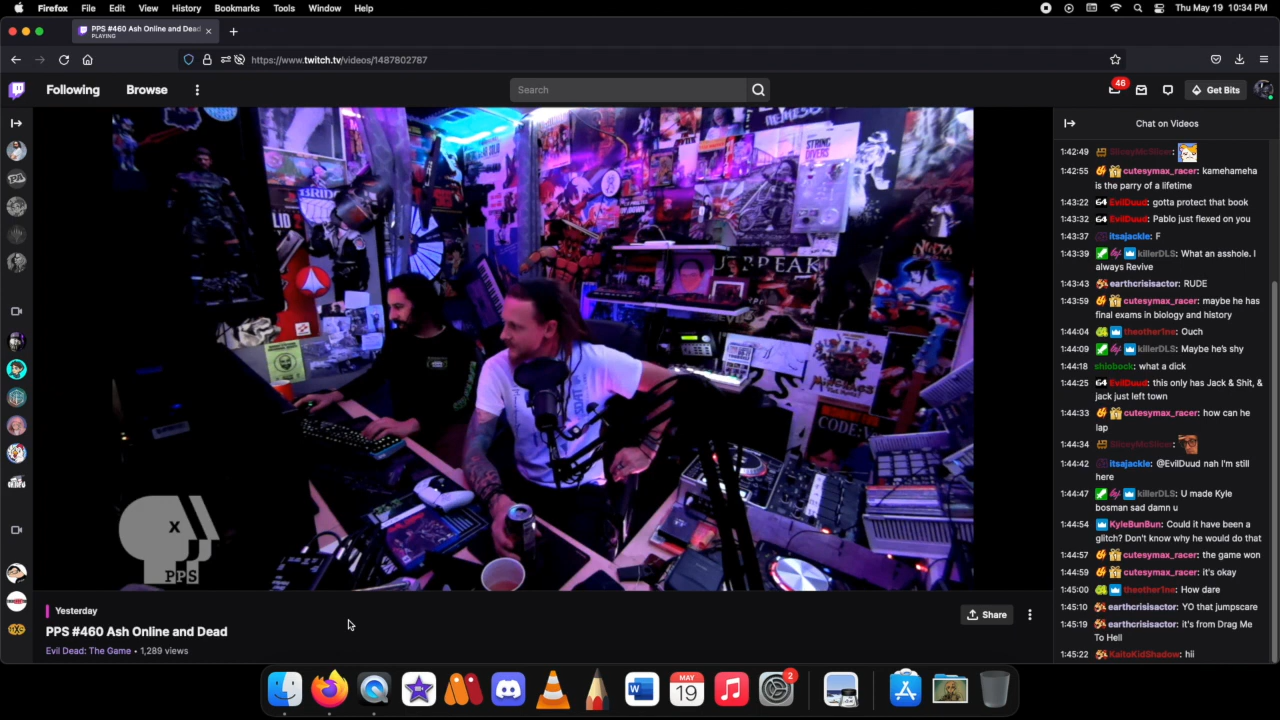 Firefox File Edit View History Bookmarks Tools Window Help
Thu May 19 10:34 PM
PPS #460 Ash Online and Dead
PLAYING
https://www.twitch.tv/videos/1487802787
Following Browse
Search
46
Get Bits
Chat on Videos
1:42:49 SliceyMcSlicer:
1:42:55 cutesymax_racer: kamehameha
is the parry of a lifetime
1:43:22 G4 EvilDuud: gotta protect that book
1:43:32 G4 EvilDuud: Pablo just flexed on you
1:43:37 itsajackle: F
1:43:39 killerDLS: What an asshole. I
always Revive
1:43:43 earthcrisisactor: RUDE
1:43:59 cutesymax_racer: maybe he has
final exams in biology and history
1:44:04 theother1ne: Ouch
1:44:09 killerDLS: Maybe he's shy
1:44:18 shiobock: what a dick
1:44:25 G4 EvilDuud: this only has Jack & Shit, &
jack just left town
1:44:33 cutesymax_racer: how can he
lap
1:44:34
1:44:42 itsajackle: @EvilDuud nah I'm still
here
1:44:47 killerDLS: U made Kyle
bosman sad damn u
1:44:54 KyleBunBun: Could it have been a
glitch? Don't know why he would do that
1:44:57 cutesymax_racer: the game won
1:44:59 cutesymax_racer: it's okay
1:45:00 theother1ne: How dare
1:45:10 earthcrisisactor: YO that jumpscare
1:45:19 earthcrisisactor: it's from Drag Me
To Hell
1:45:22 KaitoKidShadow: hii
STRING
DIVERS
BRID
OUTBREAK
NINJA
CODE:
X
PPS
Yesterday
PPS #460 Ash Online and Dead
Evil Dead: The Game • 1,289 views
Share
MAY
19
2